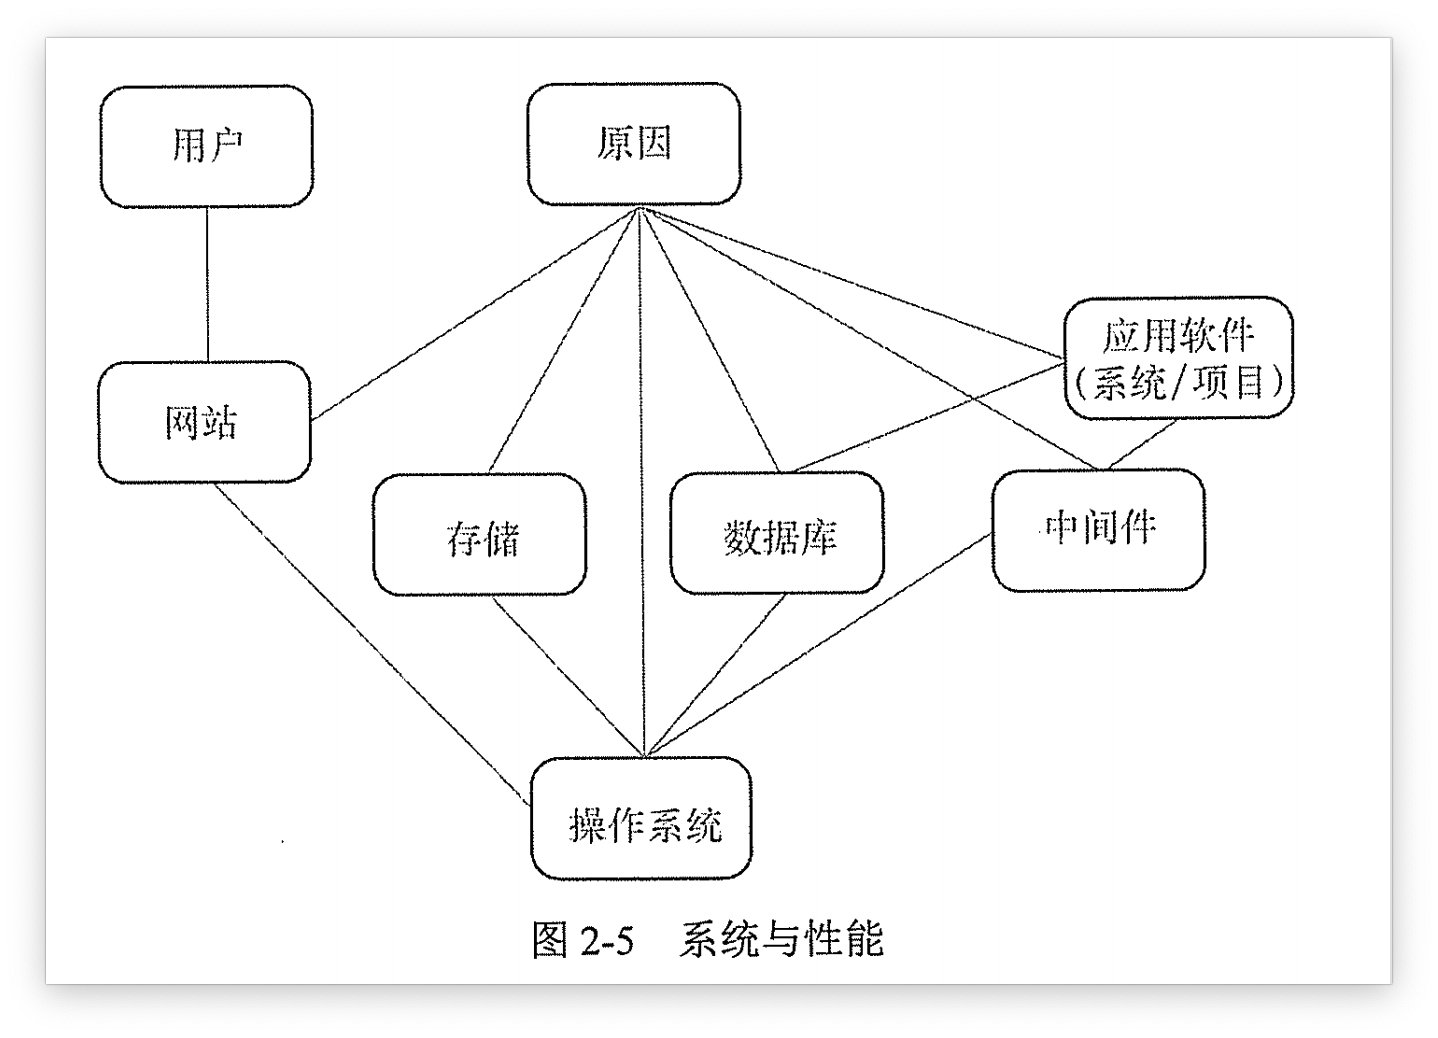 用户
原因
应用软件
(系统/项目)
网站
存储
数据库
中间件
操作系统
图 2-5 系统与性能